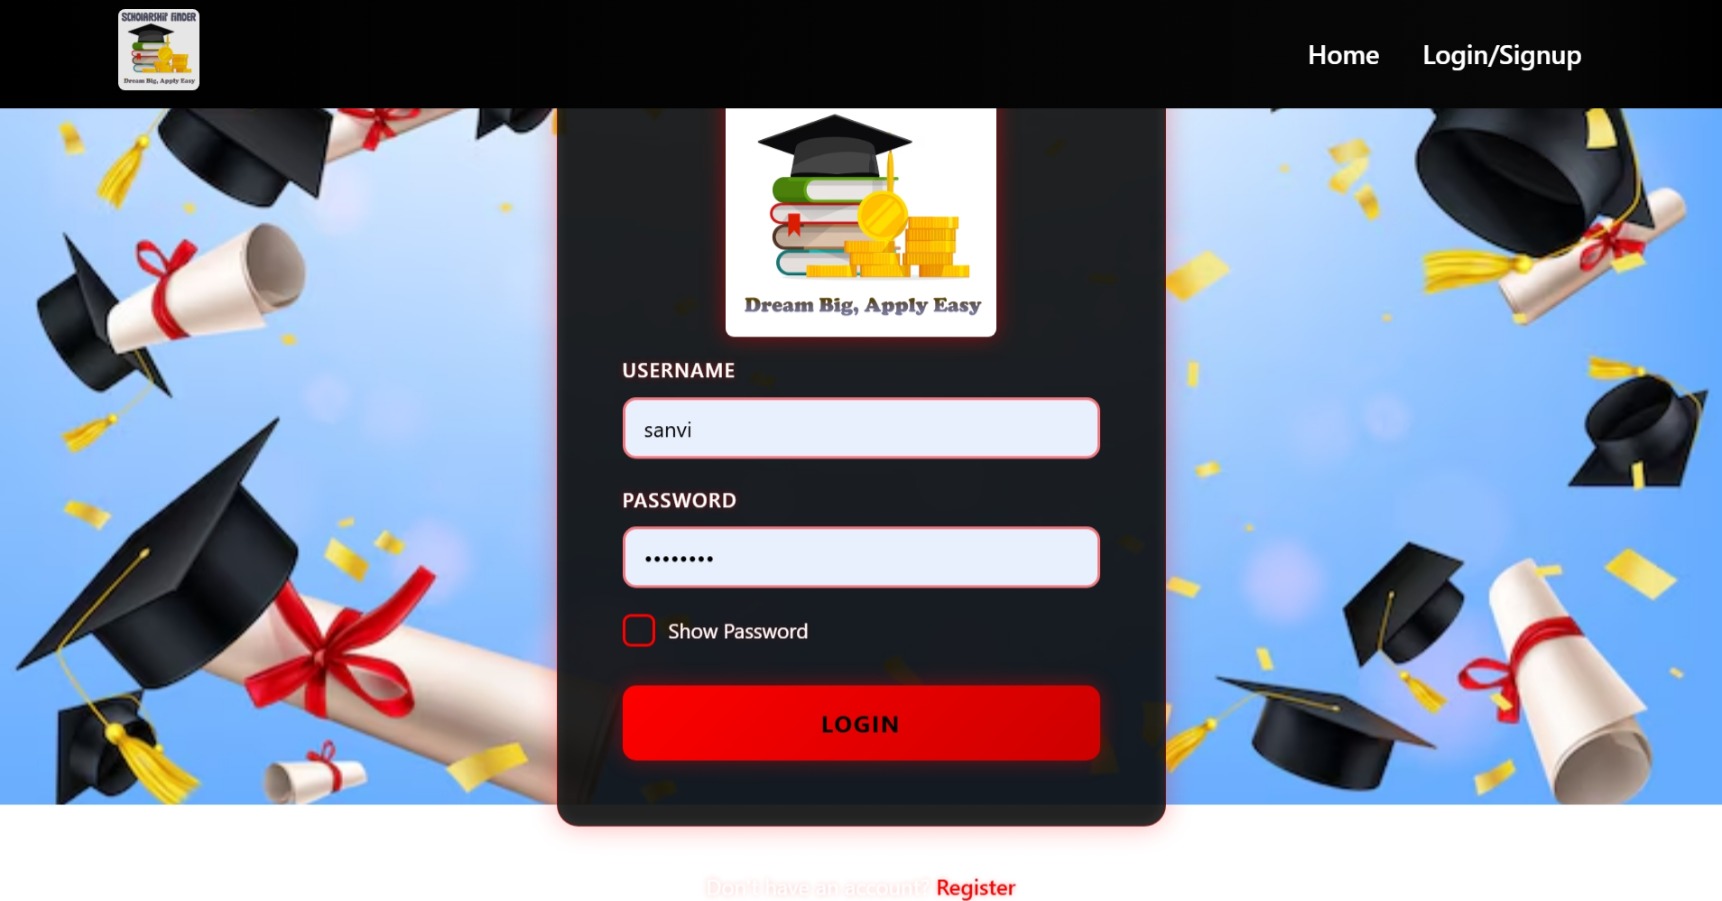 SCHOLARSHIP FINDER
Dream Big, Apply Easy
Home Login/Signup
Dream Big, Apply Easy
USERNAME
sanvi
PASSWORD
••••••••
Show Password
LOGIN
Don't have an account? Register